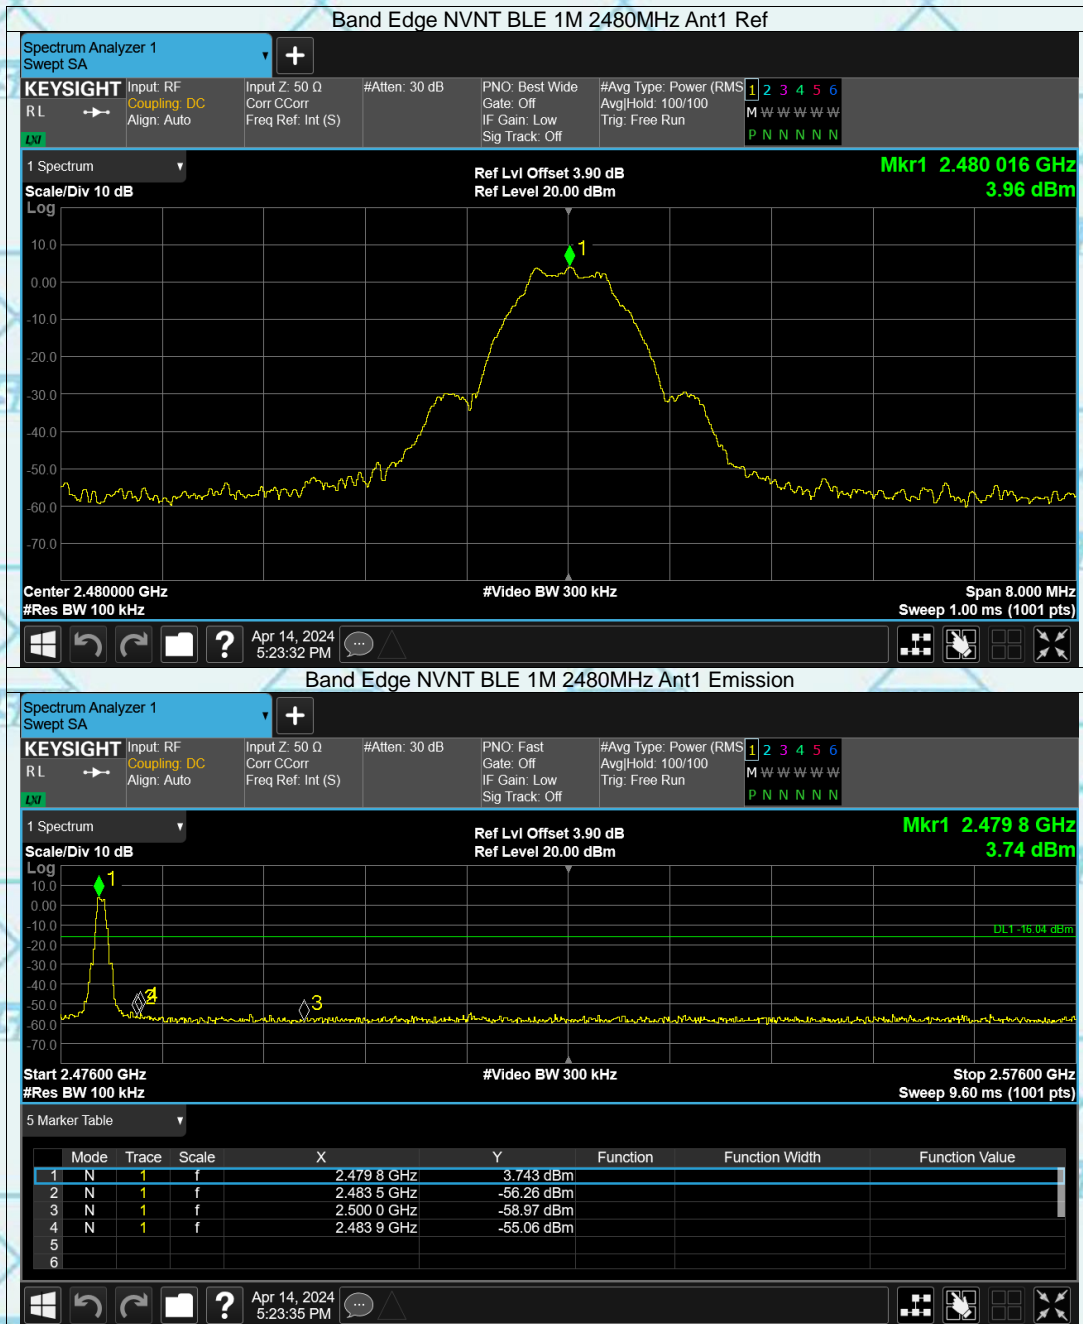 Band Edge NVNT BLE 1M 2480MHz Ant1 Ref
Spectrum Analyzer 1
Swept SA
+
KEYSIGHT Input: RF Input Z: 50 Ω #Atten: 30 dB PNO: Best Wide #Avg Type: Power (RMS 1 2 3 4 5 6
RL Coupling: DC Corr CCorr Gate: Off Avg|Hold: 100/100 M W W W W W
Align: Auto Freq Ref: Int (S) IF Gain: Low Trig: Free Run
LXI Sig Track: Off P N N N N N
1 Spectrum
Ref Lvl Offset 3.90 dB Mkr1 2.480 016 GHz
Scale/Div 10 dB Ref Level 20.00 dBm 3.96 dBm
Log
1
10.0
0.00
-10.0
-20.0
-30.0
-40.0
-50.0
-60.0
-70.0
Center 2.480000 GHz #Video BW 300 kHz Span 8.000 MHz
#Res BW 100 kHz Sweep 1.00 ms (1001 pts)
? Apr 14, 2024
5:23:32 PM
Band Edge NVNT BLE 1M 2480MHz Ant1 Emission
Spectrum Analyzer 1
Swept SA
+
KEYSIGHT Input: RF Input Z: 50 Ω #Atten: 30 dB PNO: Fast #Avg Type: Power (RMS 1 2 3 4 5 6
RL Coupling: DC Corr CCorr Gate: Off Avg|Hold: 100/100 M W W W W W
Align: Auto Freq Ref: Int (S) IF Gain: Low Trig: Free Run
LXI Sig Track: Off P N N N N N
1 Spectrum
Ref Lvl Offset 3.90 dB Mkr1 2.479 8 GHz
Scale/Div 10 dB Ref Level 20.00 dBm 3.74 dBm
Log
1
10.0
0.00
-10.0
DL1 -16.04 dBm
-20.0
-30.0
-40.0
2 4 3
-50.0
-60.0
-70.0
Start 2.47600 GHz #Video BW 300 kHz Stop 2.57600 GHz
#Res BW 100 kHz Sweep 9.60 ms (1001 pts)
5 Marker Table
Mode Trace Scale X Y Function Function Width Function Value
1 N 1 f 2.479 8 GHz 3.743 dBm
2 N 1 f 2.483 5 GHz -56.26 dBm
3 N 1 f 2.500 0 GHz -58.97 dBm
4 N 1 f 2.483 9 GHz -55.06 dBm
5
6
? Apr 14, 2024
5:23:35 PM